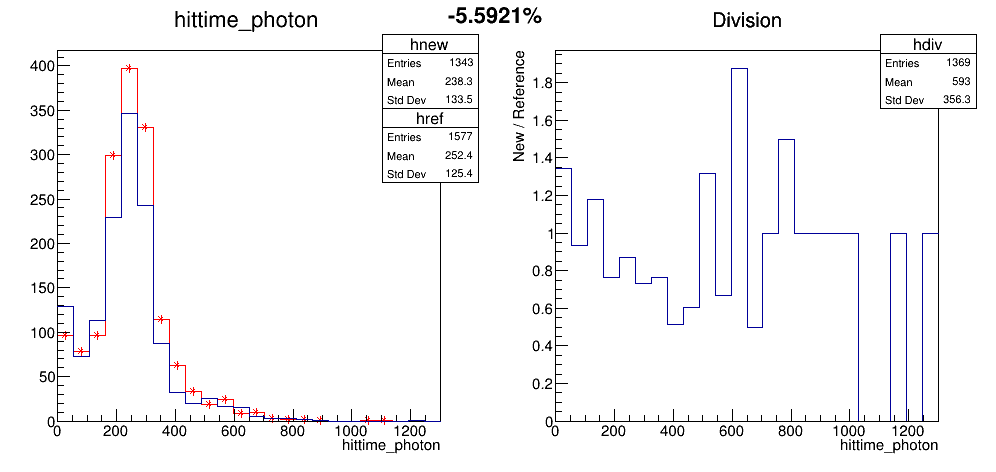 hittime_photon
-5.5921%
Division
hnew
Entries 1343
Mean 238.3
Std Dev 133.5
href
Entries 1577
Mean 252.4
Std Dev 125.4
400
350
300
250
200
150
100
50
0
0 200 400 600 800 1000 1200
hittime_photon
hdiv
Entries 1369
Mean 593
Std Dev 356.3
New / Reference
1.8
1.6
1.4
1.2
1
0.8
0.6
0.4
0.2
0
0 200 400 600 800 1000 1200
hittime_photon